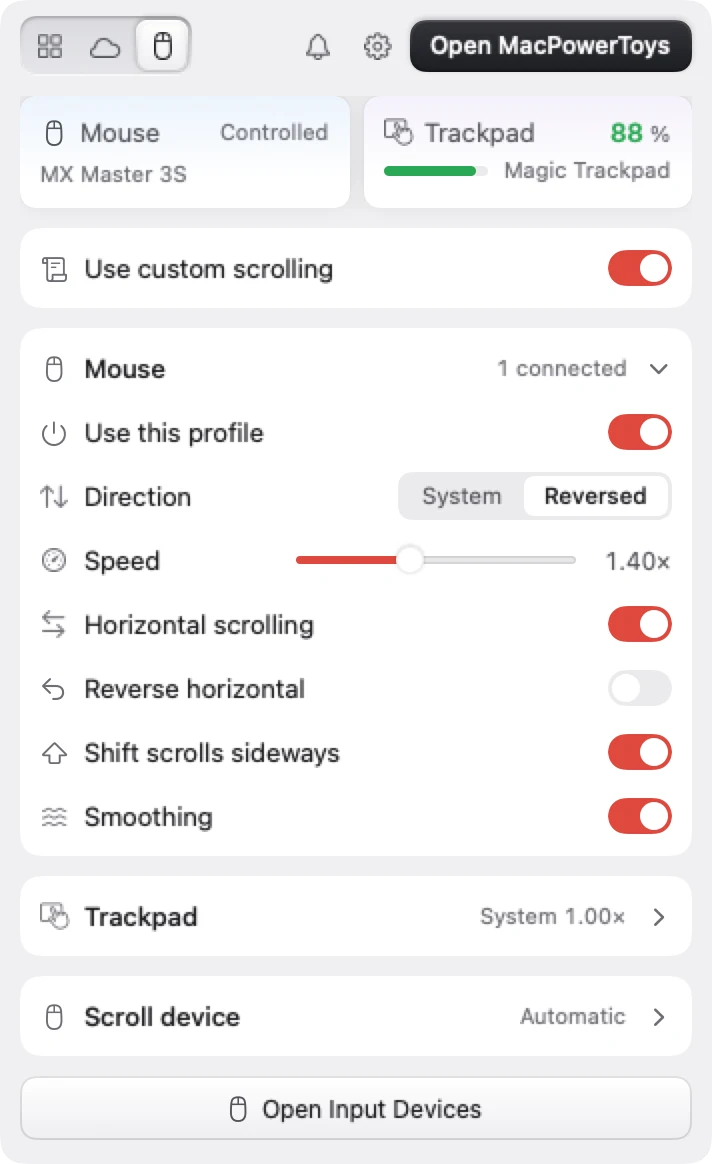 Open MacPowerToys
Mouse Controlled
MX Master 3S
Trackpad 88 %
Magic Trackpad
Use custom scrolling
Mouse 1 connected
Use this profile
Direction System Reversed
Speed 1.40×
Horizontal scrolling
Reverse horizontal
Shift scrolls sideways
Smoothing
Trackpad System 1.00×
Scroll device Automatic
Open Input Devices